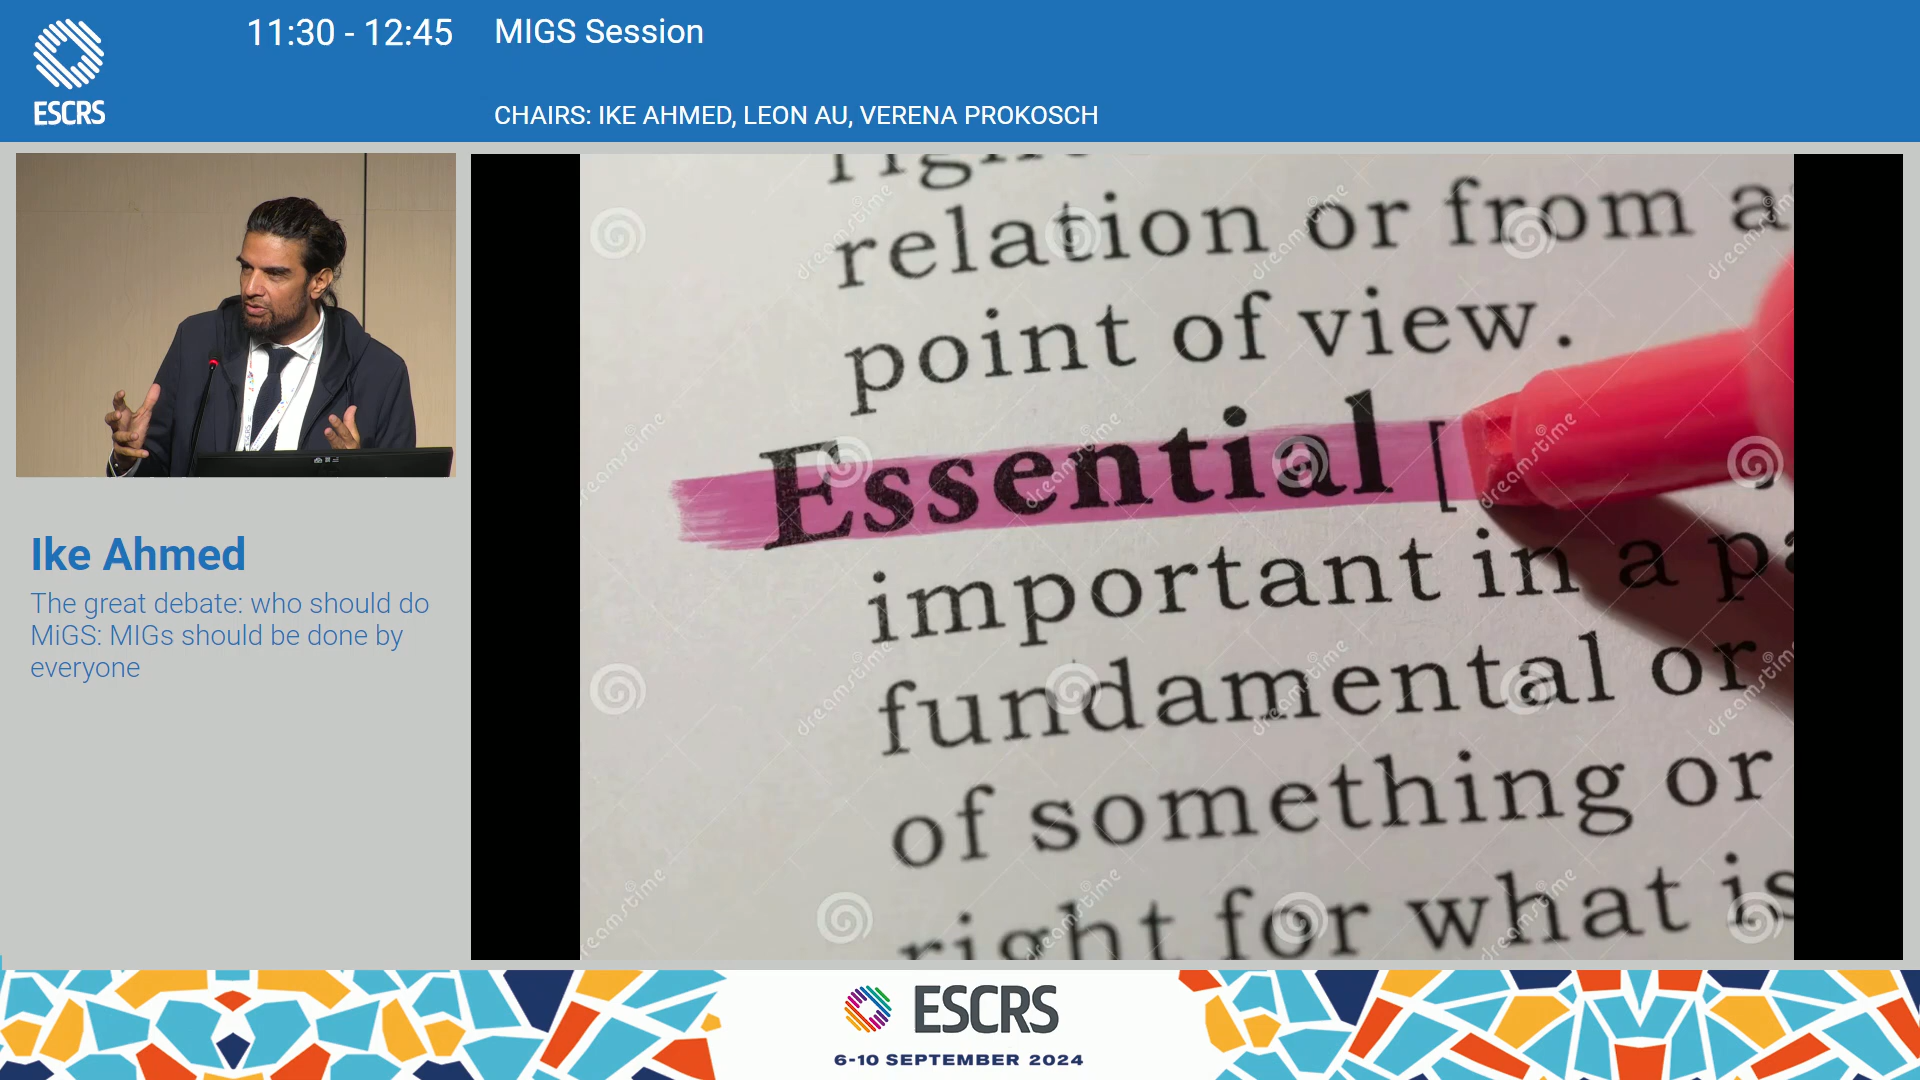 ESCRS
11:30 - 12:45
MIGS Session
CHAIRS: IKE AHMED, LEON AU, VERENA PROKOSCH
Ike Ahmed
The great debate: who should do
MiGS: MIGs should be done by
everyone
relation or from a
point of view.
Essential [
important in a pa
fundamental or
of something or
right for what is
dreamstime
ESCRS
6-10 SEPTEMBER 2024